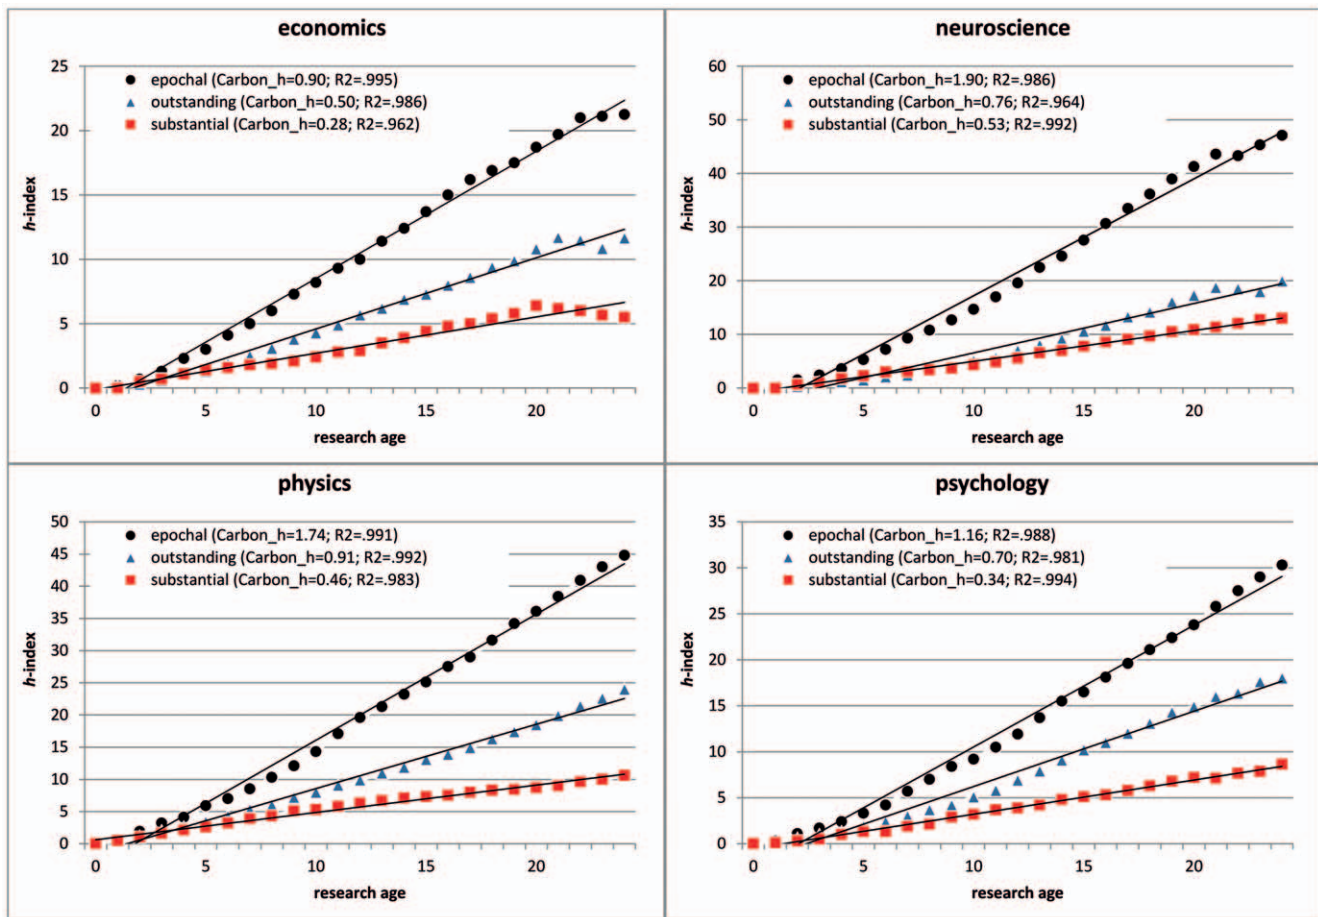 economics
epochal (Carbon_h=0.90; R2=.995)
outstanding (Carbon_h=0.50; R2=.986)
substantial (Carbon_h=0.28; R2=.962)
25
20
15
10
5
0
h-index
0 5 10 15 20
research age
neuroscience
epochal (Carbon_h=1.90; R2=.986)
outstanding (Carbon_h=0.76; R2=.964)
substantial (Carbon_h=0.53; R2=.992)
60
50
40
30
20
10
0
h-index
0 5 10 15 20
research age
physics
epochal (Carbon_h=1.74; R2=.991)
outstanding (Carbon_h=0.91; R2=.992)
substantial (Carbon_h=0.46; R2=.983)
50
45
40
35
30
25
20
15
10
5
0
h-index
0 5 10 15 20
research age
psychology
epochal (Carbon_h=1.16; R2=.988)
outstanding (Carbon_h=0.70; R2=.981)
substantial (Carbon_h=0.34; R2=.994)
35
30
25
20
15
10
5
0
h-index
0 5 10 15 20
research age